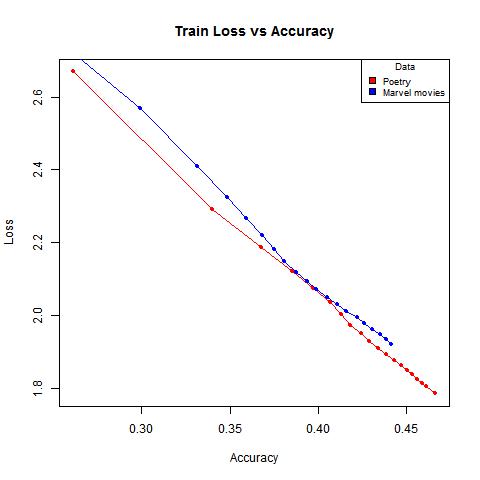 Train Loss vs Accuracy
Data
Poetry
Marvel movies
Loss
2.6
2.4
2.2
2.0
1.8
0.30 0.35 0.40 0.45
Accuracy